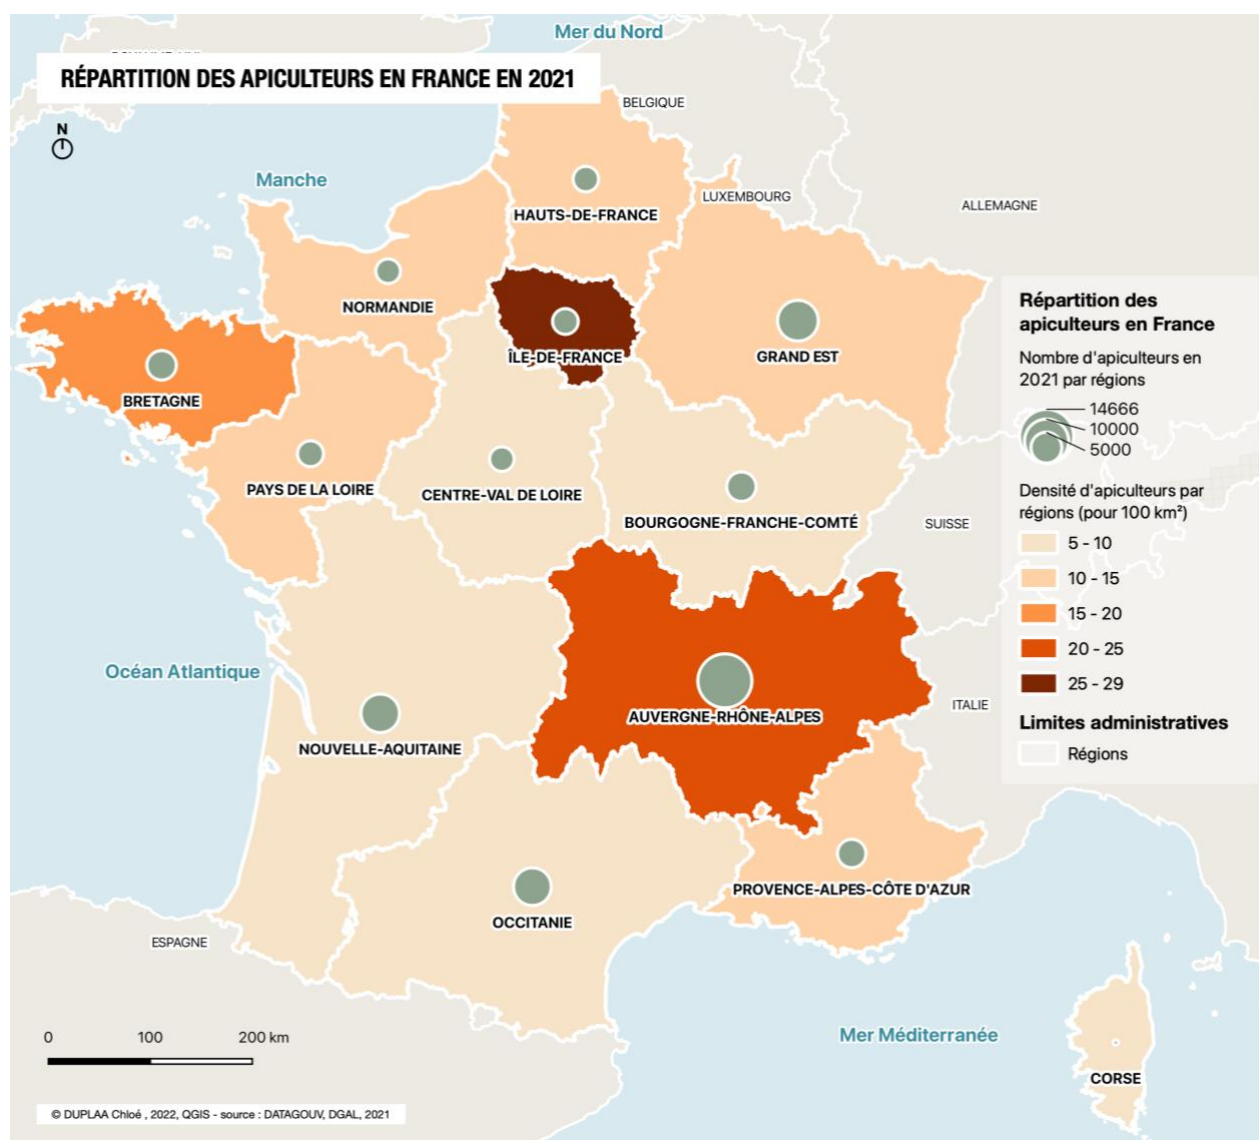 Mer du Nord
RÉPARTITION DES APICULTEURS EN FRANCE EN 2021
BELGIQUE
N
Manche
LUXEMBOURG
ALLEMAGNE
HAUTS-DE-FRANCE
NORMANDIE
ÎLE-DE-FRANCE
GRAND EST
BRETAGNE
PAYS DE LA LOIRE
CENTRE-VAL DE LOIRE
BOURGOGNE-FRANCHE-COMTÉ
SUISSE
Océan Atlantique
ITALIE
AUVERGNE-RHÔNE-ALPES
NOUVELLE-AQUITAINE
PROVENCE-ALPES-CÔTE D'AZUR
OCCITANIE
ESPAGNE
Mer Méditerranée
CORSE
Répartition des
apiculteurs en France
Nombre d'apiculteurs en
2021 par régions
14666
10000
5000
Densité d'apiculteurs par
régions (pour 100 km²)
5 - 10
10 - 15
15 - 20
20 - 25
25 - 29
Limites administratives
Régions
0 100 200 km
© DUPLAA Chloé , 2022, QGIS - source : DATAGOUV, DGAL, 2021